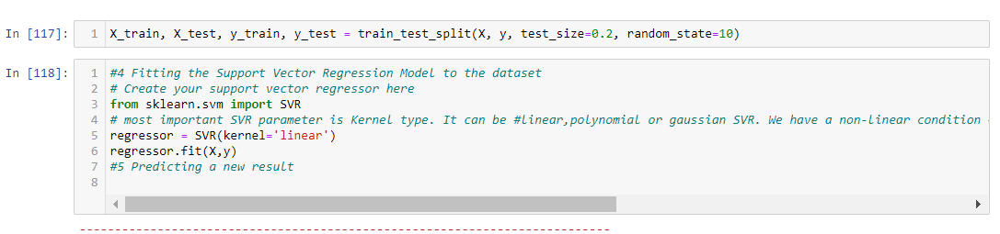 In [117]: 1 X_train, X_test, y_train, y_test = train_test_split(X, y, test_size=0.2, random_state=10)
In [118]: 1 #4 Fitting the Support Vector Regression Model to the dataset
2 # Create your support vector regressor here
3 from sklearn.svm import SVR
4 # most important SVR parameter is Kernel type. It can be #linear,polynomial or gaussian SVR. We have a non-linear condition
5 regressor = SVR(kernel='linear')
6 regressor.fit(X,y)
7 #5 Predicting a new result
8
---------------------------------------------------------------------------